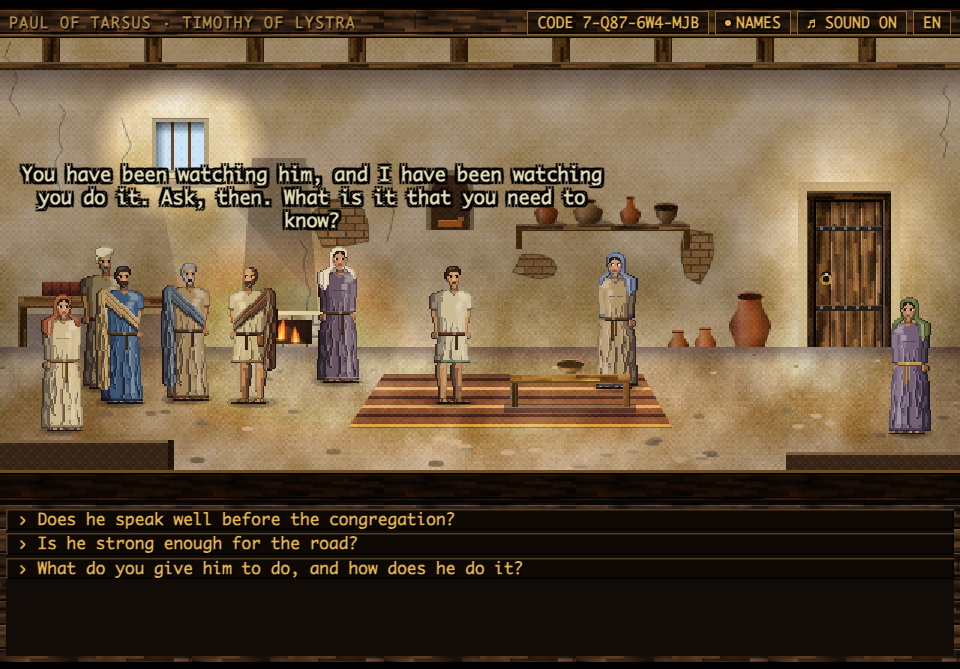 PAUL OF TARSUS · TIMOTHY OF LYSTRA
CODE 7-Q87-6W4-MJB
• NAMES
♬ SOUND ON
EN
You have been watching him, and I have been watching
you do it. Ask, then. What is it that you need to
know?
› Does he speak well before the congregation?
› Is he strong enough for the road?
› What do you give him to do, and how does he do it?